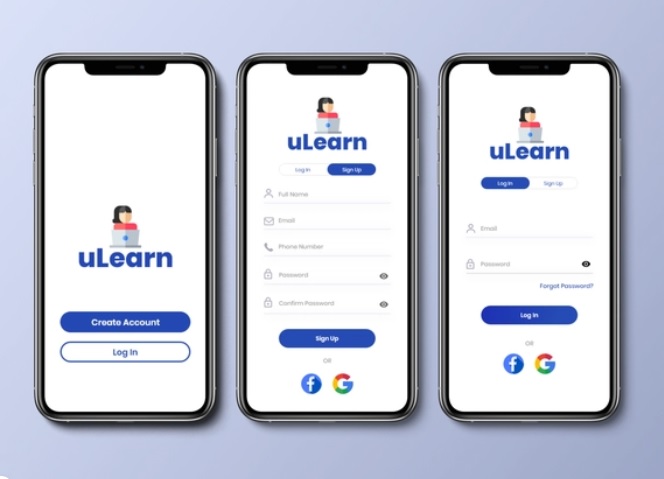 uLearn
Create Account
Log In
uLearn
Log In Sign Up
Full Name
Email
Phone Number
Password
Confirm Password
Sign Up
OR
f G
uLearn
Log In Sign Up
Email
Password
Forgot Password?
Log In
OR
f G